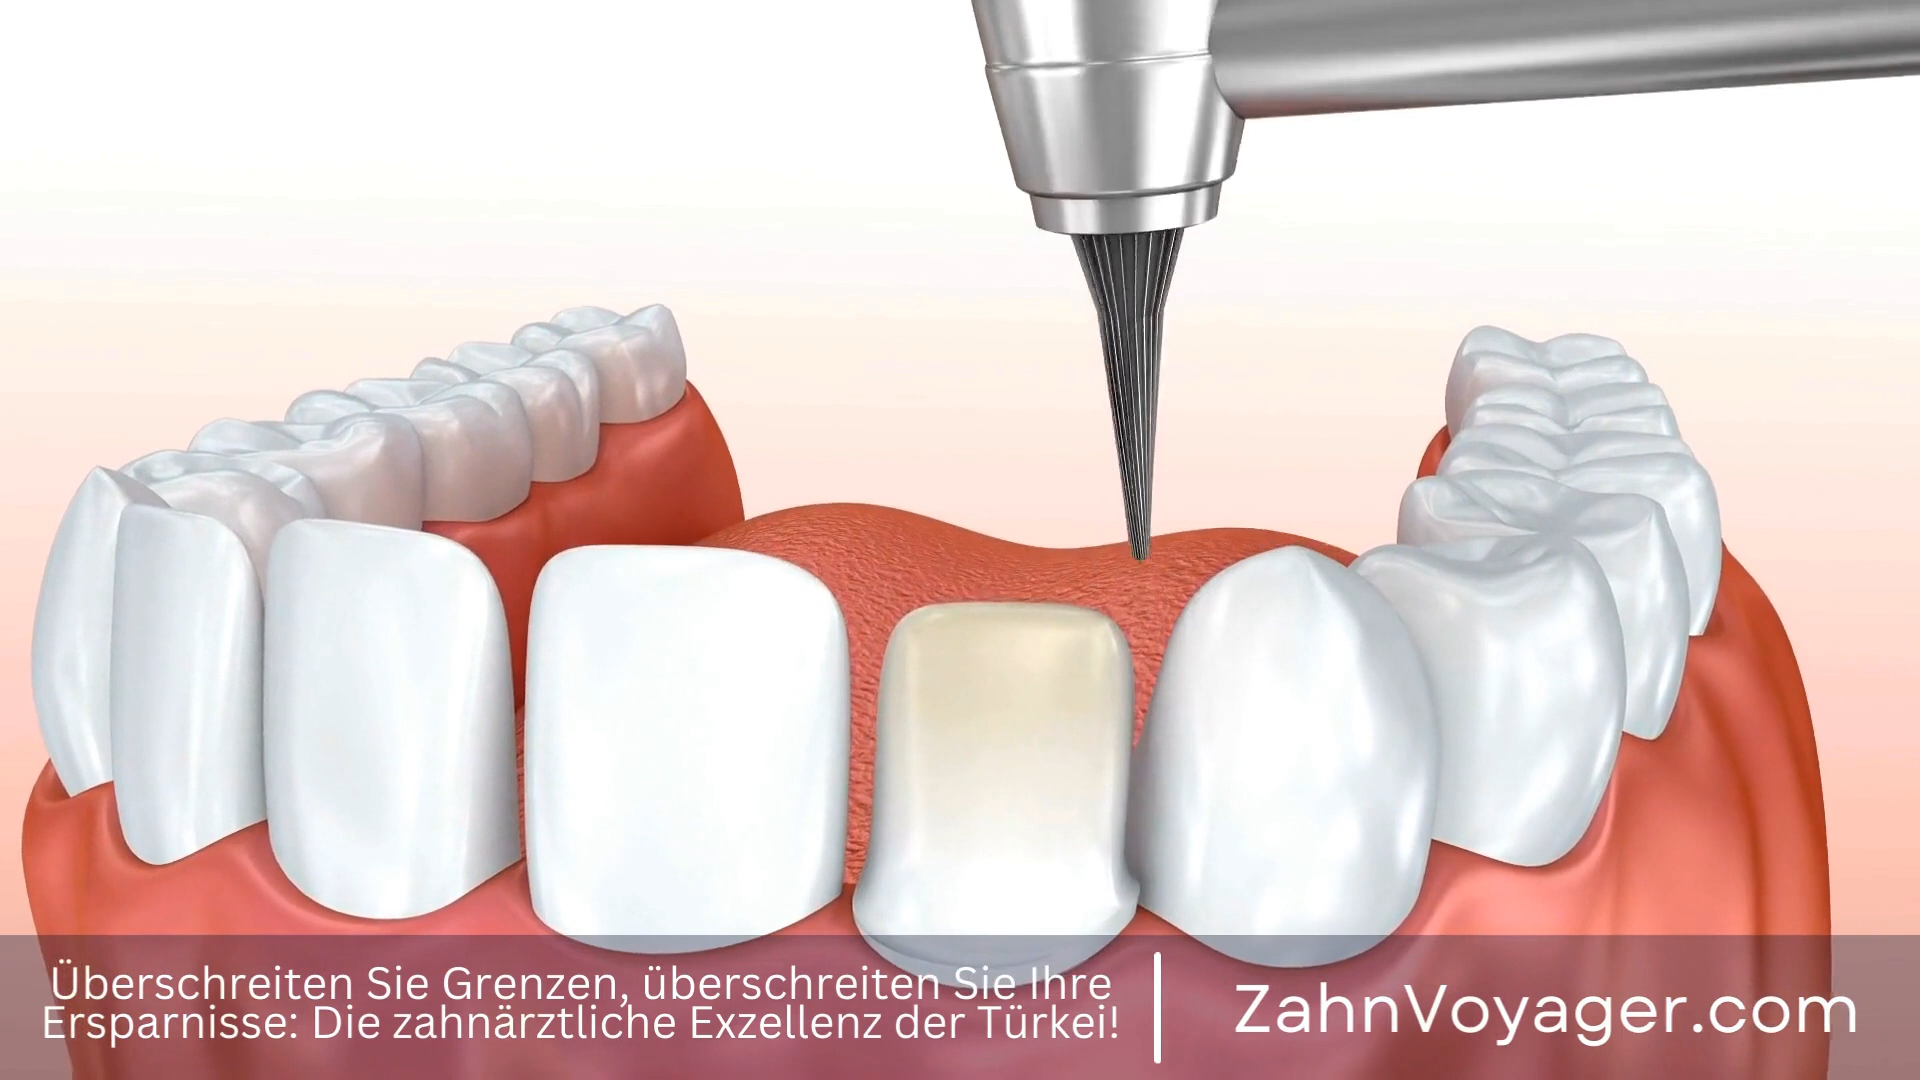 Überschreiten Sie Grenzen, überschreiten Sie Ihre
Ersparnisse: Die zahnärztliche Exzellenz der Türkei!
ZahnVoyager.com